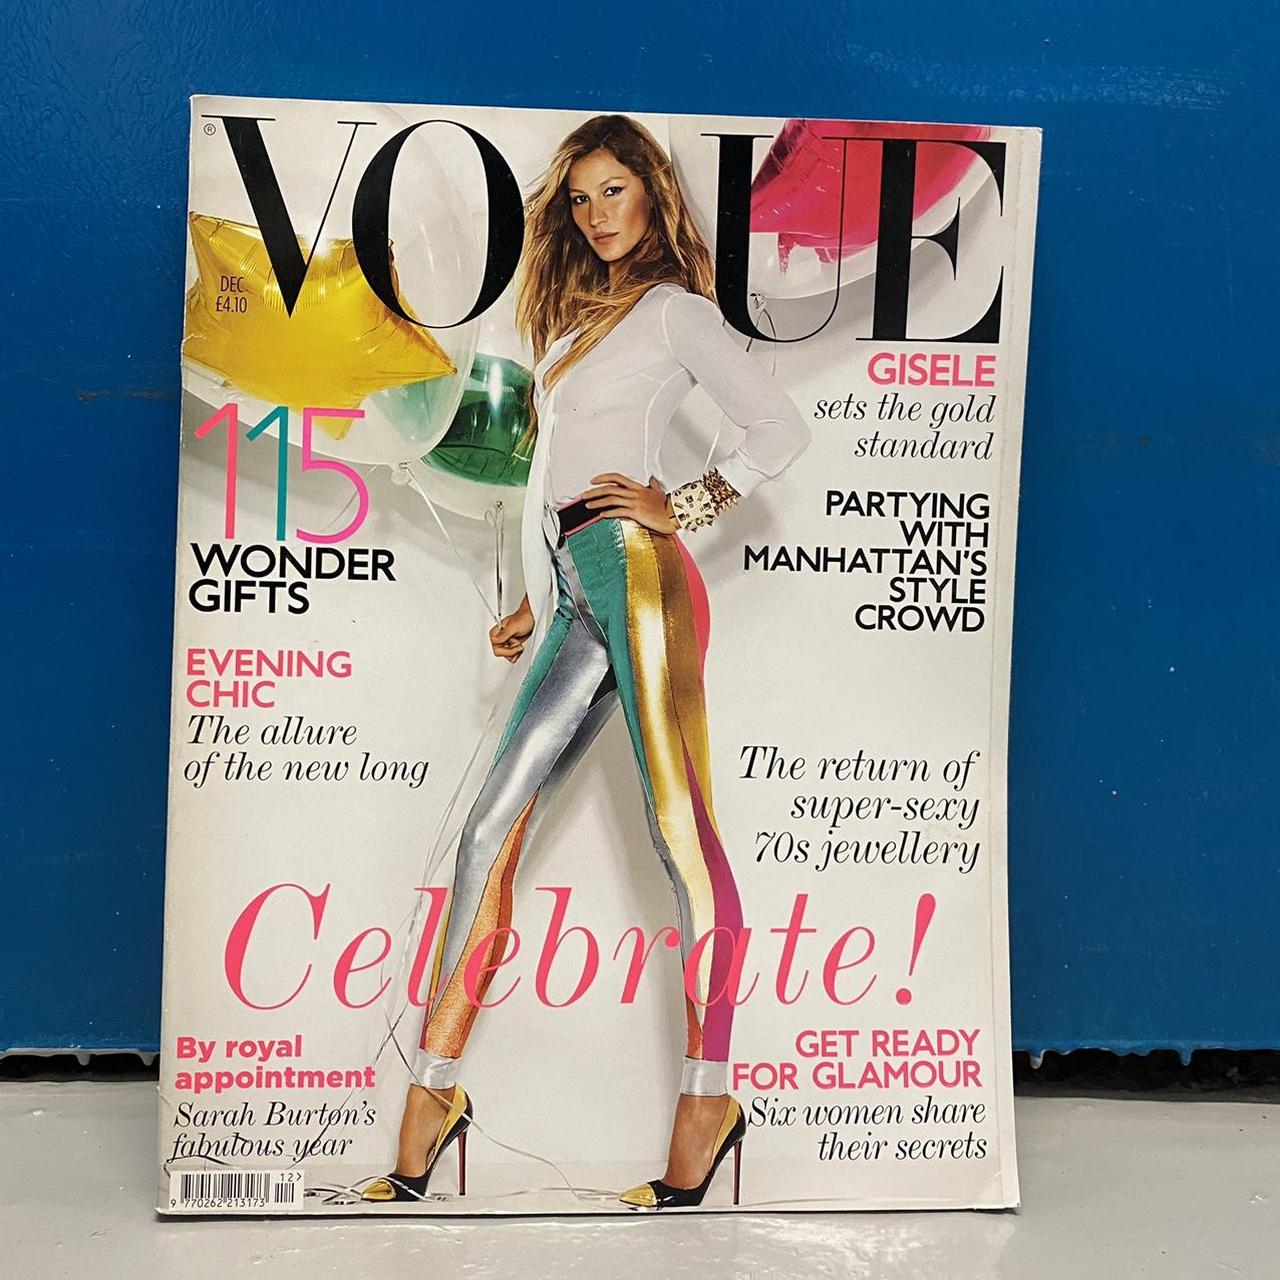 VOGUE
®
DEC
£4.10
115
WONDER
GIFTS
EVENING
CHIC
The allure
of the new long
GISELE
sets the gold
standard
PARTYING
WITH
MANHATTAN'S
STYLE
CROWD
The return of
super-sexy
70s jewellery
Celebrate!
By royal
appointment
Sarah Burton's
fabulous year
GET READY
FOR GLAMOUR
Six women share
their secrets
12>
9 770262 213173